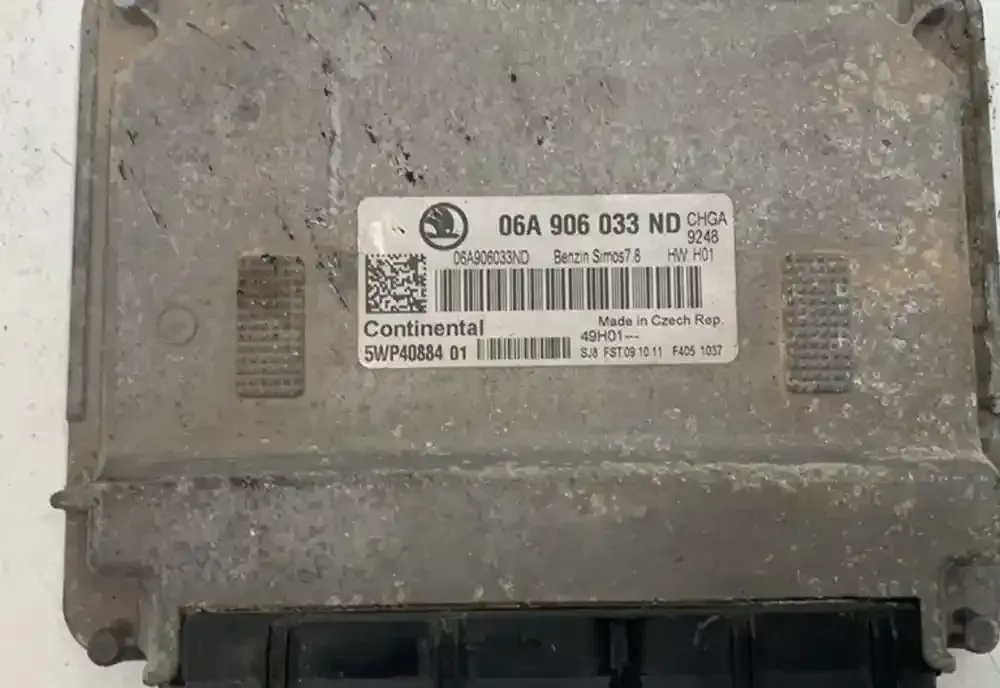 06A 906 033 ND CHGA
9248
06A906033ND Benzin Simos7.8 HW H01
Continental Made in Czech Rep.
49H01---
5WP40884 01 SJ8 FST 09 10 11 F405 1037